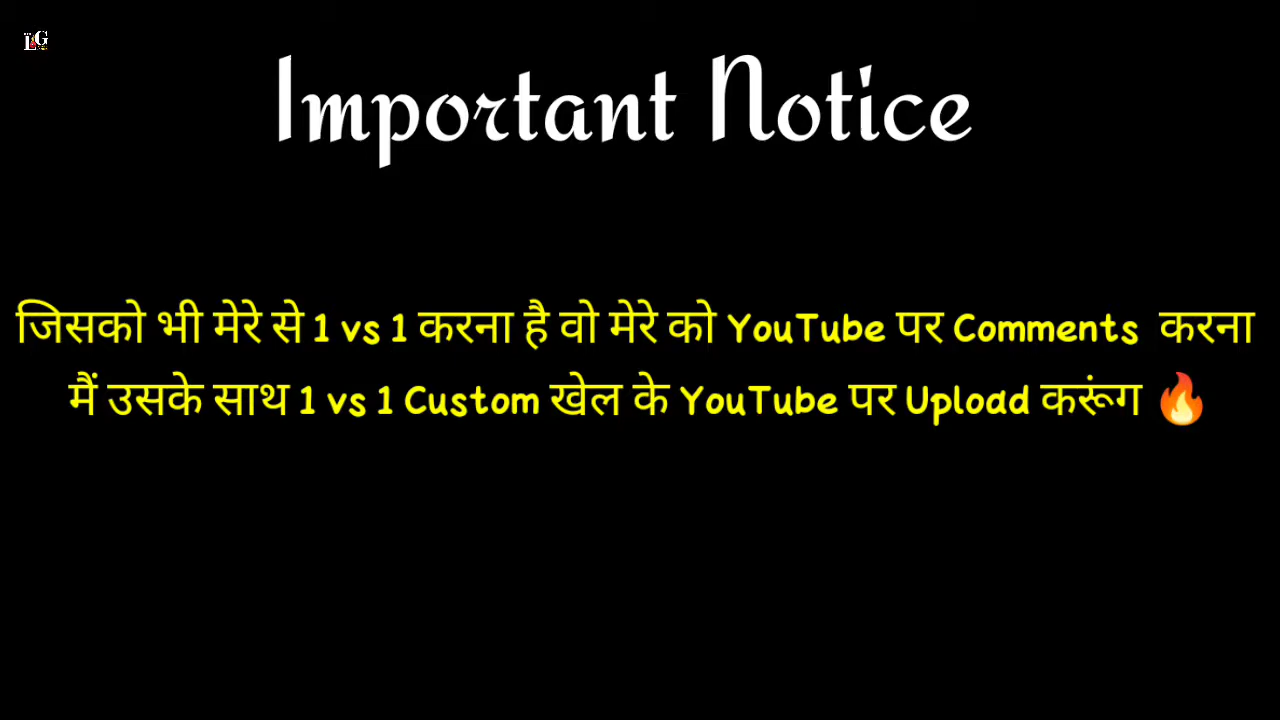 LG
Important Notice
जिसको भी मेरे से 1 vs 1 करना है वो मेरे को YouTube पर Comments करना
मैं उसके साथ 1 vs 1 Custom खेल के YouTube पर Upload करूंग 🔥